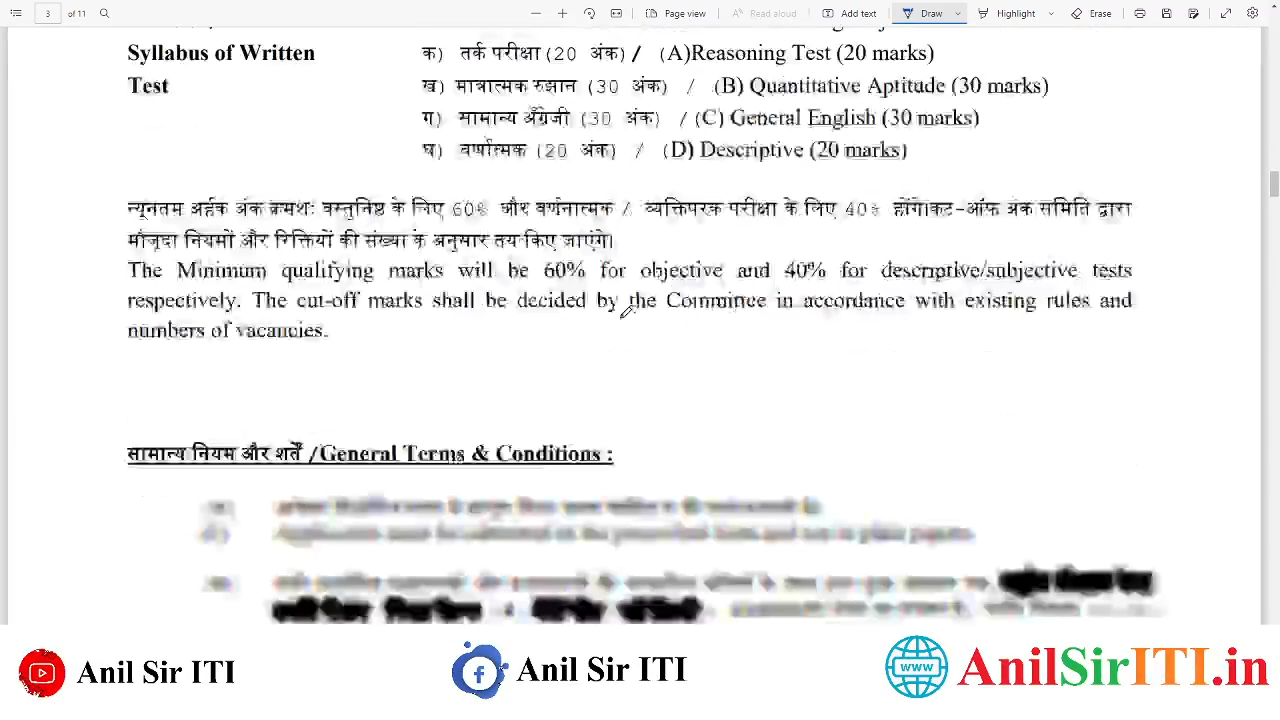 3 of 11 Page view Read aloud Add text Draw Highlight Erase
Syllabus of Written क) तर्क परीक्षा (20 अंक) / (A)Reasoning Test (20 marks)
Test ख) मात्रात्मक रुझान (30 अंक) / (B) Quantitative Aptitude (30 marks)
ग) सामान्य अँग्रेजी (30 अंक) / (C) General English (30 marks)
घ) वर्णात्मक (20 अंक) / (D) Descriptive (20 marks)
न्यूनतम अर्हक अंक क्रमशः वस्तुनिष्ठ के लिए 60% और वर्णनात्मक / व्यक्तिपरक परीक्षा के लिए 40% होंगे।कट-ऑफ अंक समिति द्वारा
मौजूदा नियमों और रिक्तियों की संख्या के अनुसार तय किए जाएंगे।
The Minimum qualifying marks will be 60% for objective and 40% for descriptive/subjective tests
respectively. The cut-off marks shall be decided by the Committee in accordance with existing rules and
numbers of vacancies.
सामान्य नियम और शर्तें /General Terms & Conditions :
Anil Sir ITI
Anil Sir ITI
www
AnilSirITI.in